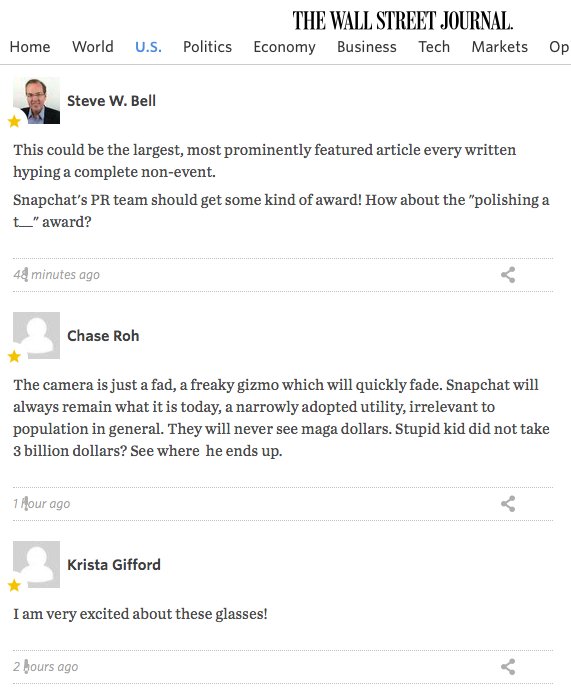 THE WALL STREET JOURNAL.
Home World U.S. Politics Economy Business Tech Markets Op
Steve W. Bell
This could be the largest, most prominently featured article every written
hyping a complete non-event.
Snapchat's PR team should get some kind of award! How about the "polishing a
t__" award?
48 minutes ago
Chase Roh
The camera is just a fad, a freaky gizmo which will quickly fade. Snapchat will
always remain what it is today, a narrowly adopted utility, irrelevant to
population in general. They will never see maga dollars. Stupid kid did not take
3 billion dollars? See where he ends up.
1 hour ago
Krista Gifford
I am very excited about these glasses!
2 hours ago